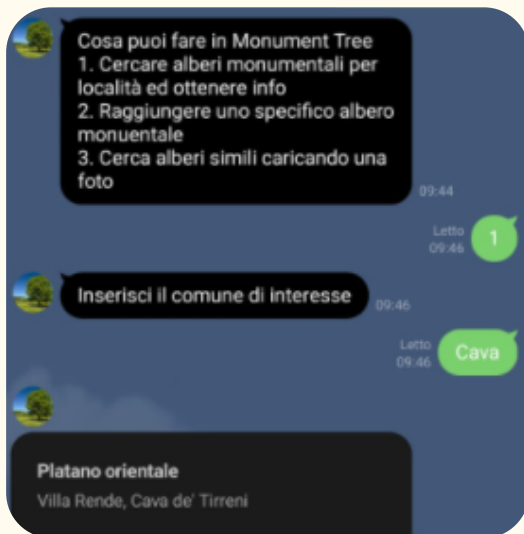 Cosa puoi fare in Monument Tree
1. Cercare alberi monumentali per
località ed ottenere info
2. Raggiungere uno specifico albero
monuentale
3. Cerca alberi simili caricando una
foto
09:44
Letto
09:46
1
Inserisci il comune di interesse
09:46
Letto
09:46
Cava
Platano orientale
Villa Rende, Cava de' Tirreni